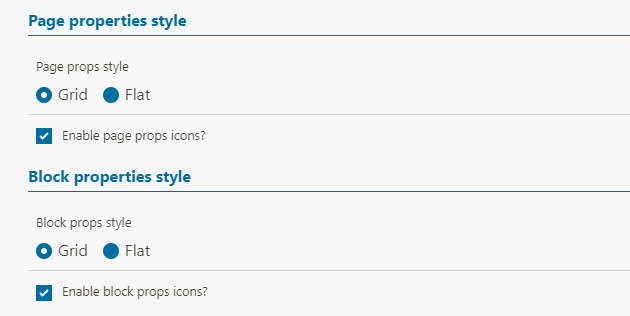 Page properties style
Page props style
Grid Flat
Enable page props icons?
Block properties style
Block props style
Grid Flat
Enable block props icons?